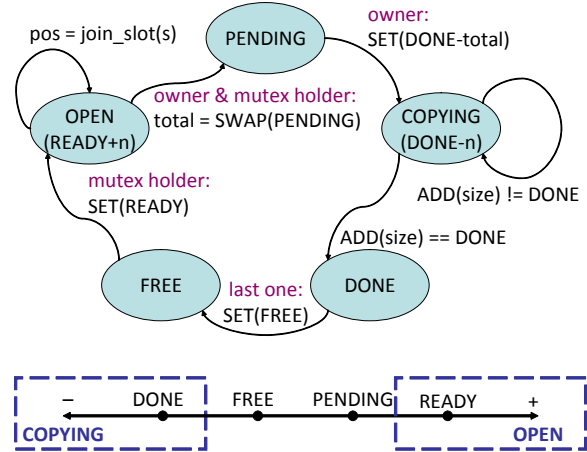 owner:
SET(DONE-total)
pos = join_slot(s)
PENDING
owner & mutex holder:
total = SWAP(PENDING)
OPEN
(READY+n)
COPYING
(DONE-n)
mutex holder:
SET(READY)
ADD(size) != DONE
ADD(size) == DONE
FREE
last one:
SET(FREE)
DONE
– DONE FREE PENDING READY +
COPYING OPEN